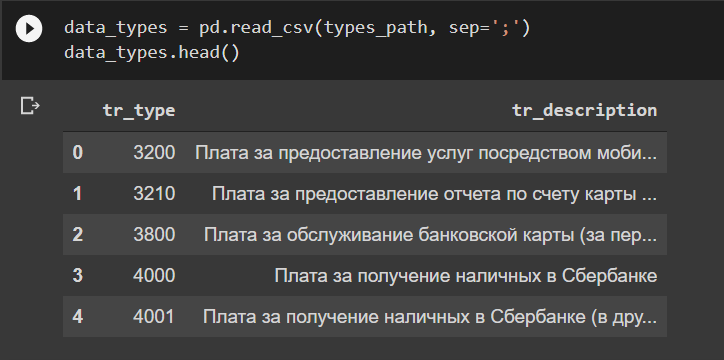 data_types = pd.read_csv(types_path, sep=';')
data_types.head()
tr_type tr_description
0 3200 Плата за предоставление услуг посредством моби...
1 3210 Плата за предоставление отчета по счету карты ...
2 3800 Плата за обслуживание банковской карты (за пер...
3 4000 Плата за получение наличных в Сбербанке
4 4001 Плата за получение наличных в Сбербанке (в дру...